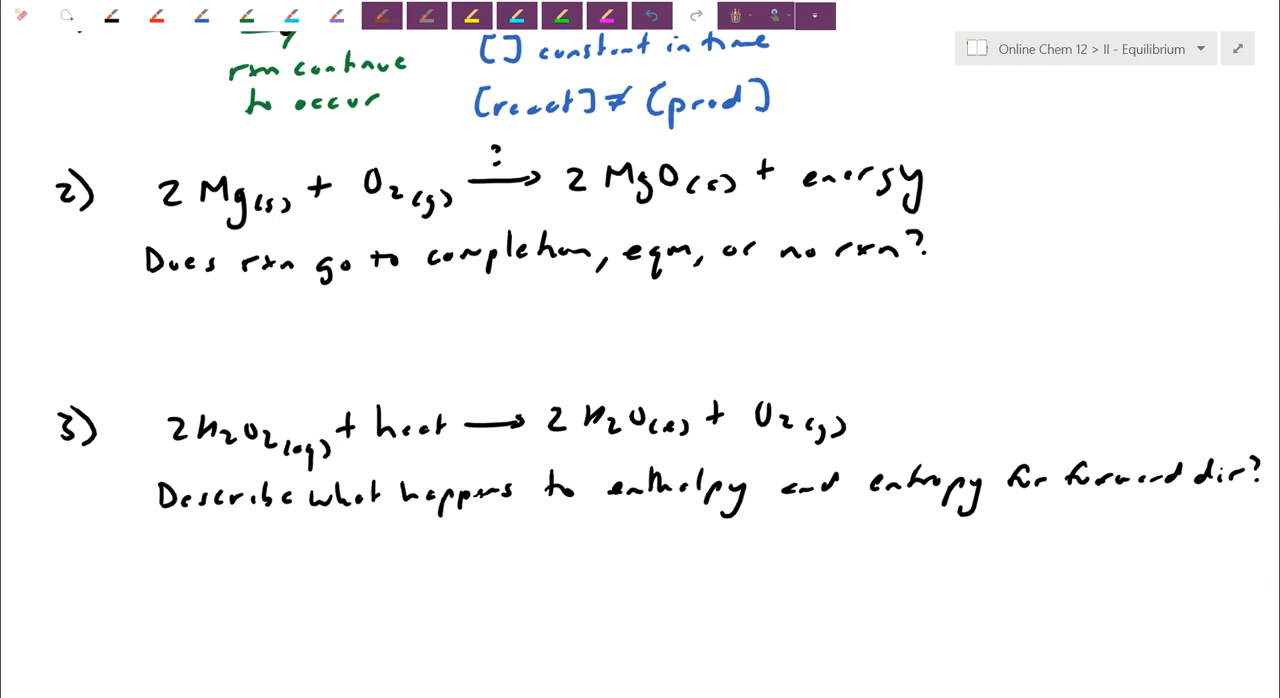 Online Chem 12 > II - Equilibrium
rxn continue
to occur
[ ] constant in time
[react] ≠ [prod]
2) 2 Mg(s) + O2(g) ?→ 2 MgO(s) + energy
Does rxn go to completion, eqm, or no rxn?
3) 2H2O2(aq) + heat → 2 H2O(l) + O2(g)
Describe what happens to enthalpy and entropy for forward dir?